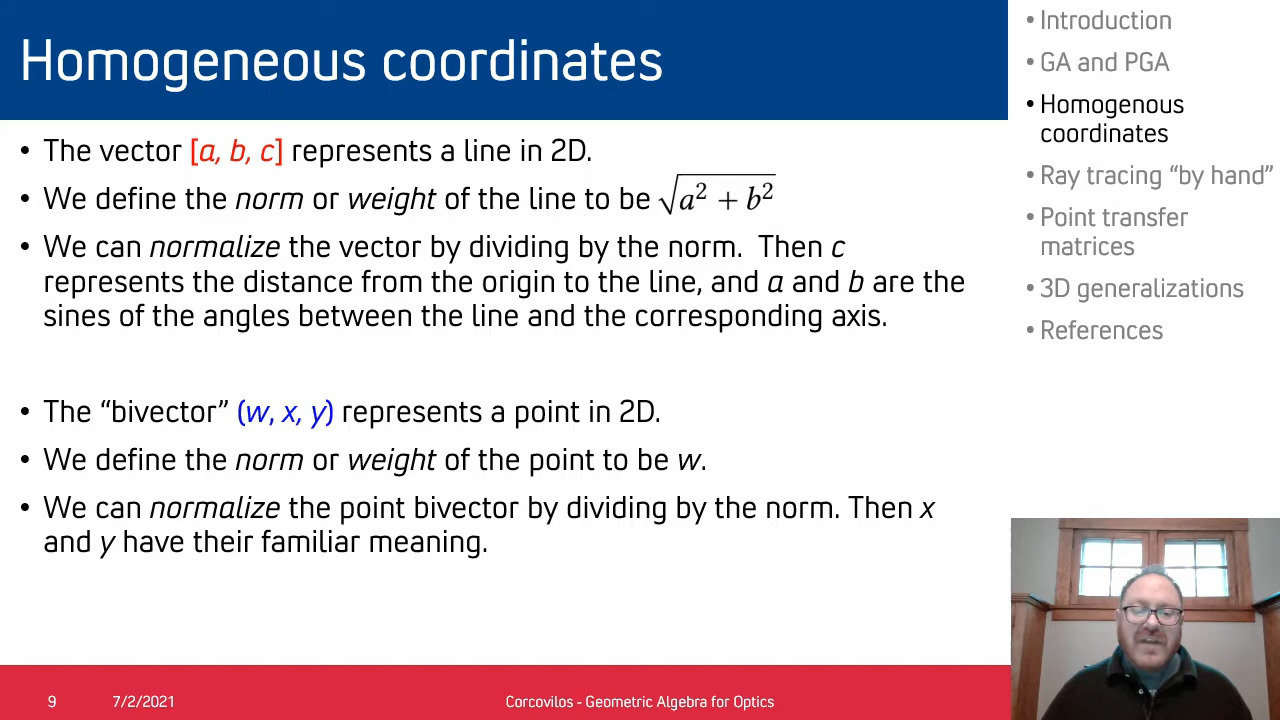 Homogeneous coordinates
• The vector [a, b, c] represents a line in 2D.
• We define the norm or weight of the line to be √(a² + b²)
• We can normalize the vector by dividing by the norm. Then c
represents the distance from the origin to the line, and a and b are the
sines of the angles between the line and the corresponding axis.
• The “bivector” (w, x, y) represents a point in 2D.
• We define the norm or weight of the point to be w.
• We can normalize the point bivector by dividing by the norm. Then x
and y have their familiar meaning.
• Introduction
• GA and PGA
• Homogenous
coordinates
• Ray tracing “by hand”
• Point transfer
matrices
• 3D generalizations
• References
9 7/2/2021 Corcovilos - Geometric Algebra for Optics